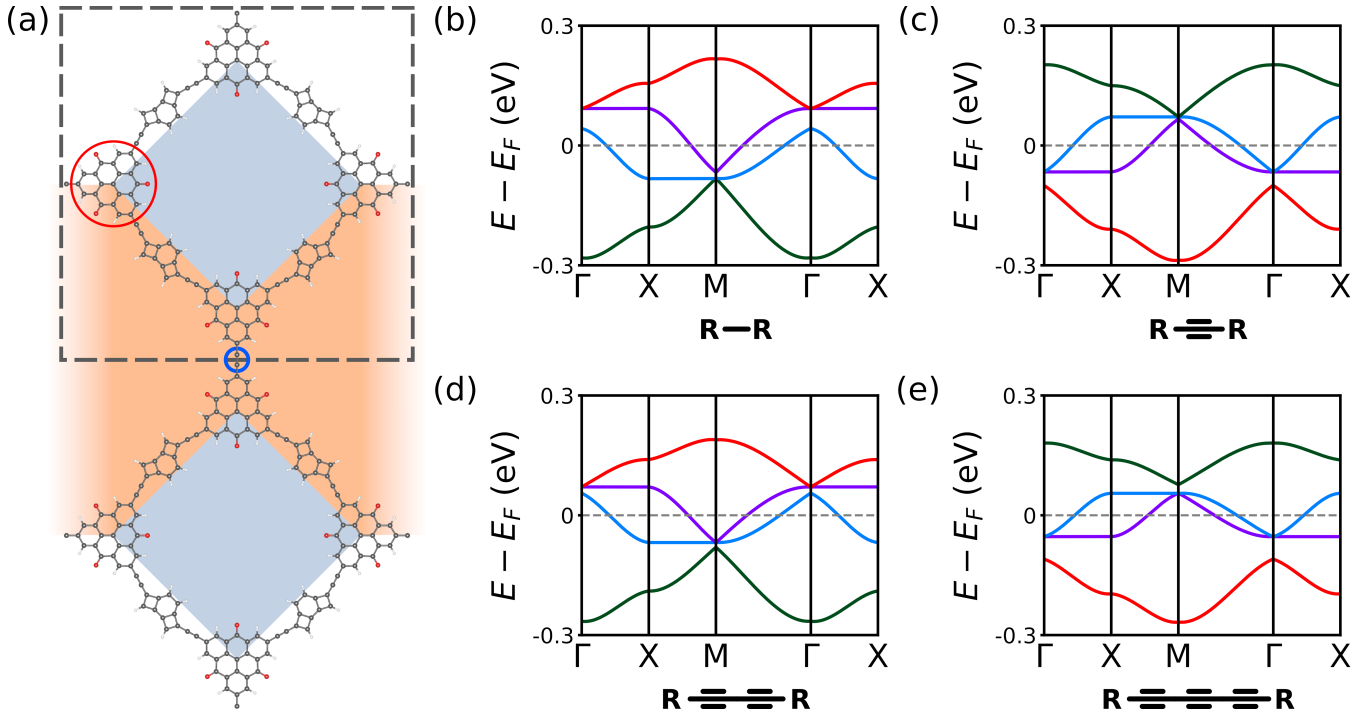 (a)
(b)
0.3
0
-0.3
E − E_F (eV)
Γ X M Γ X
R R
(c)
0.3
0
-0.3
E − E_F (eV)
Γ X M Γ X
R R
(d)
0.3
0
-0.3
E − E_F (eV)
Γ X M Γ X
R R
(e)
0.3
0
-0.3
E − E_F (eV)
Γ X M Γ X
R R